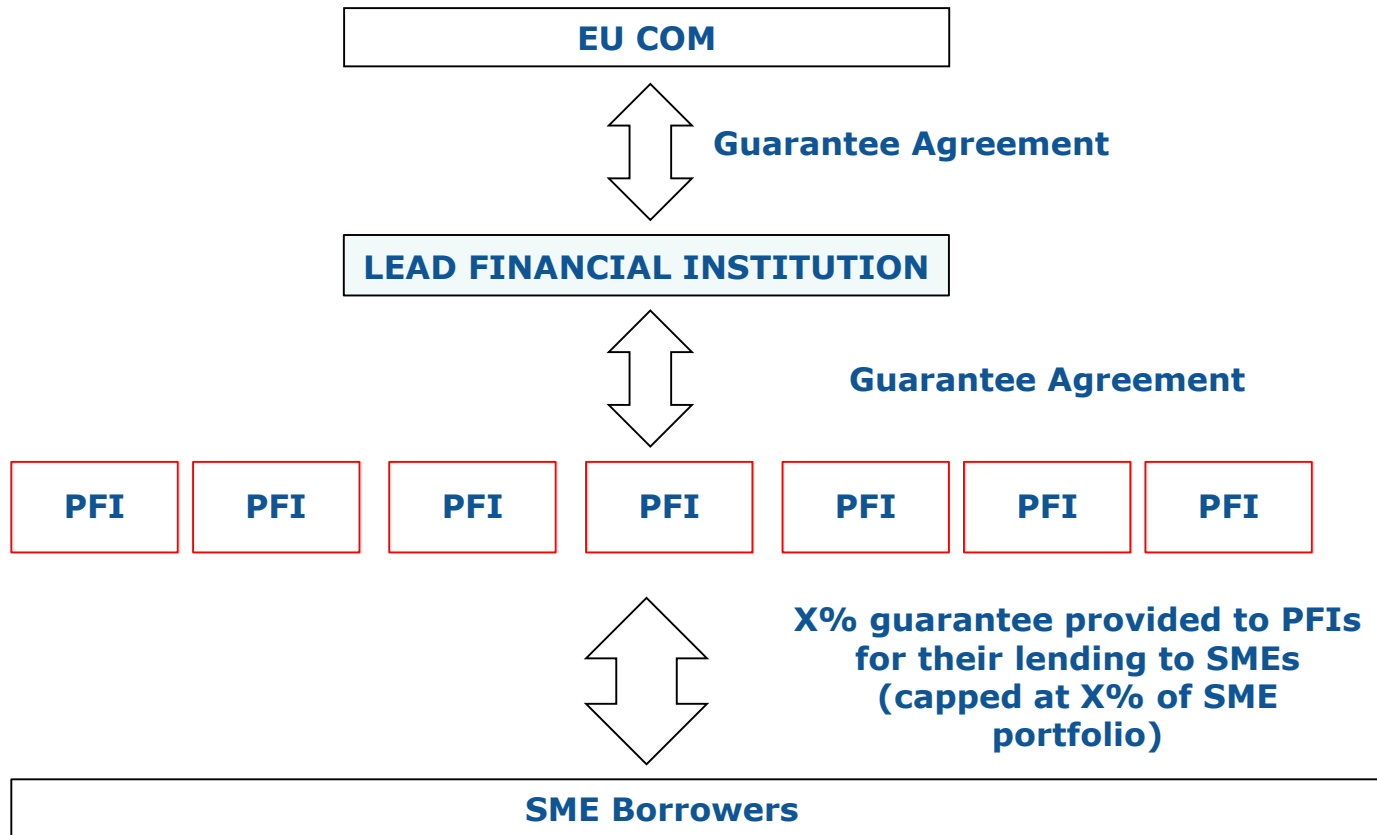 EU COM
Guarantee Agreement
LEAD FINANCIAL INSTITUTION
Guarantee Agreement
PFI
PFI
PFI
PFI
PFI
PFI
PFI
X% guarantee provided to PFIs
for their lending to SMEs
(capped at X% of SME
portfolio)
SME Borrowers